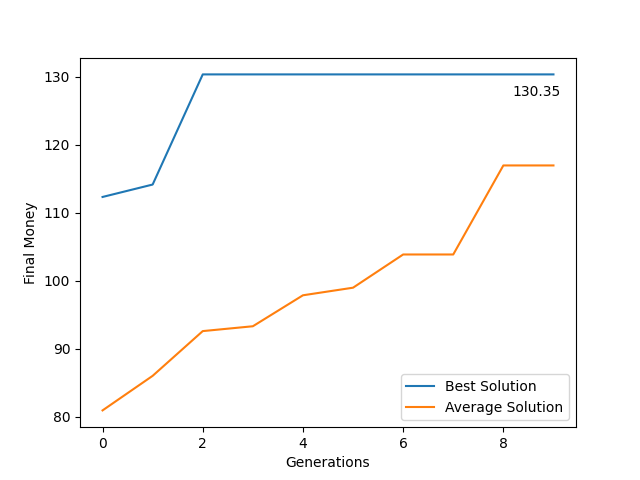 130
120
110
100
90
80
Final Money
130.35
Best Solution
Average Solution
0 2 4 6 8
Generations